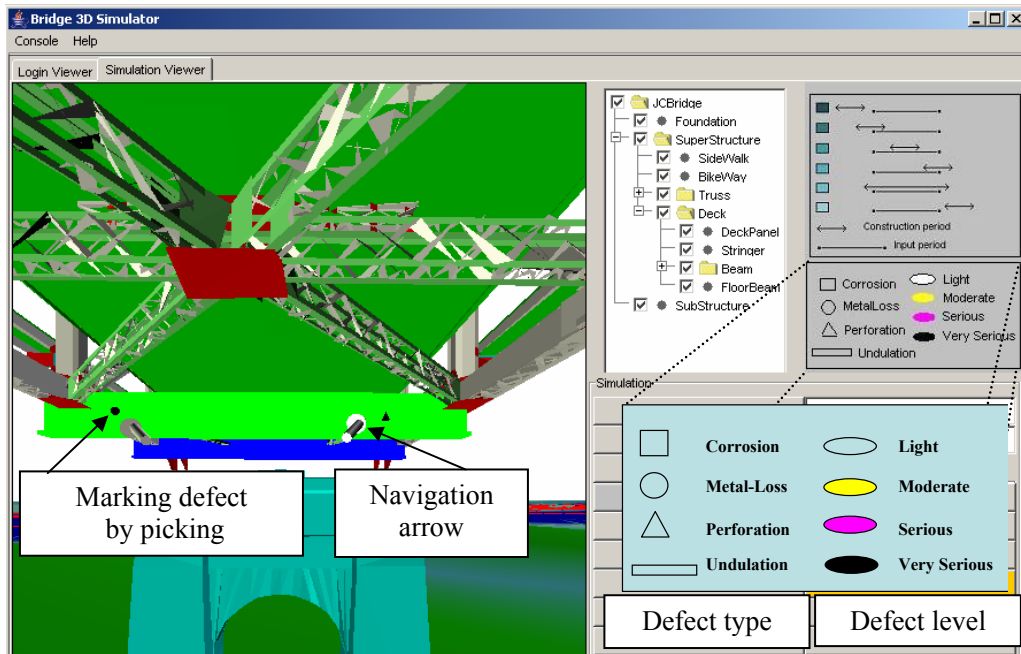 Bridge 3D Simulator
Console Help
Login Viewer Simulation Viewer
JCBridge
Foundation
SuperStructure
SideWalk
BikeWay
Truss
Deck
DeckPanel
Stringer
Beam
FloorBeam
SubStructure
Construction period
Input period
Corrosion
MetalLoss
Perforation
Undulation
Light
Moderate
Serious
Very Serious
Simulation
Corrosion Light
Metal-Loss Moderate
Perforation Serious
Undulation Very Serious
Defect type Defect level
Marking defect
by picking
Navigation
arrow